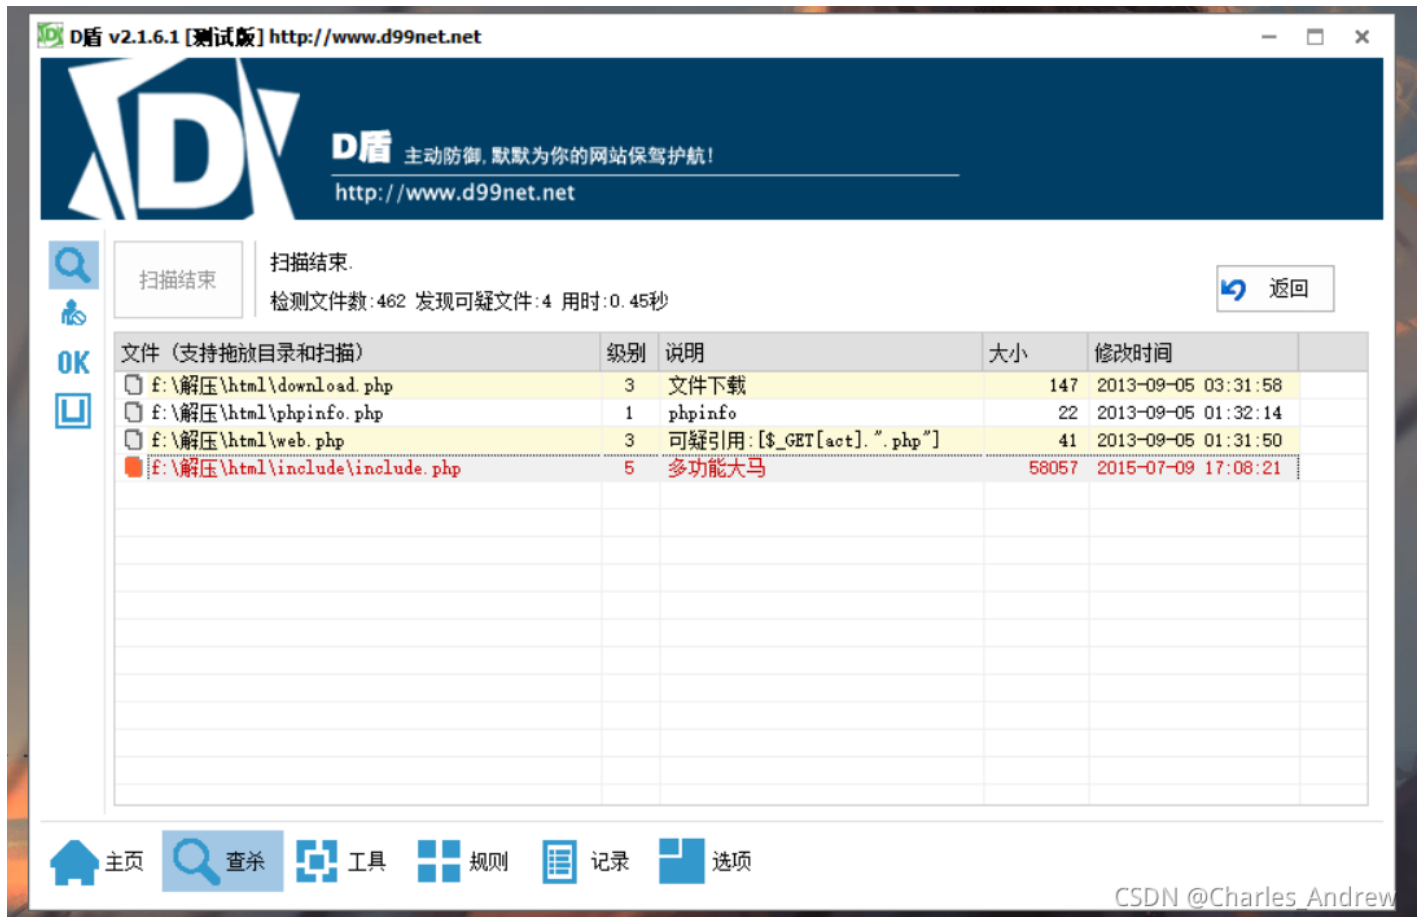 D盾 v2.1.6.1 [测试版] http://www.d99net.net
D盾 主动防御,默默为你的网站保驾护航!
http://www.d99net.net
扫描结束
扫描结束.
检测文件数:462 发现可疑文件:4 用时:0.45秒
返回
文件（支持拖放目录和扫描） 级别 说明 大小 修改时间
f:\解压\html\download.php 3 文件下载 147 2013-09-05 03:31:58
f:\解压\html\phpinfo.php 1 phpinfo 22 2013-09-05 01:32:14
f:\解压\html\web.php 3 可疑引用:[$_GET[act].".php"] 41 2013-09-05 01:31:50
f:\解压\html\include\include.php 5 多功能大马 58057 2015-07-09 17:08:21
OK
主页 查杀 工具 规则 记录 选项
CSDN @Charles_Andrew